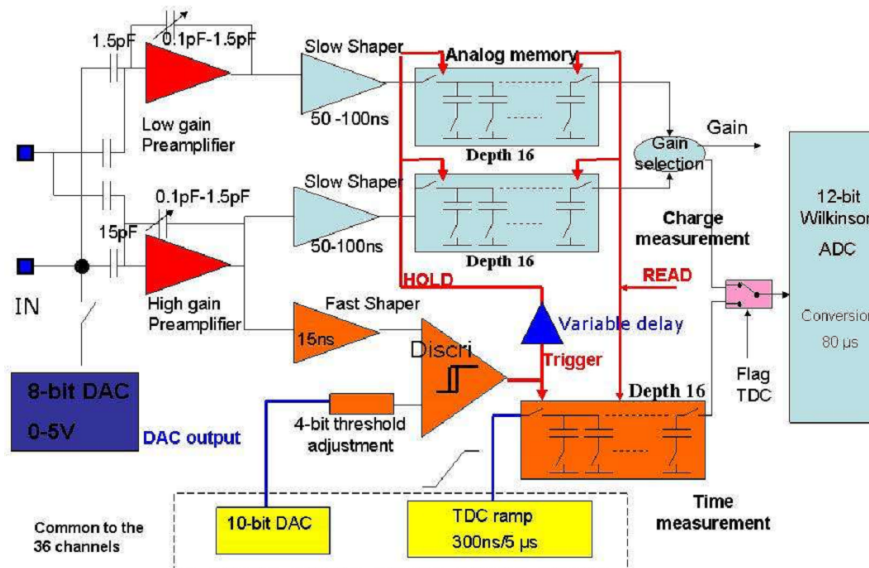 1.5pF
0.1pF-1.5pF
Slow Shaper
Analog memory
Low gain
Preamplifier
50 -100ns
Depth 16
Gain
Gain
selection
0.1pF-1.5pF
Slow Shaper
15pF
12-bit
Wilkinson
ADC
Charge
measurement
50-100ns
Depth 16
IN
High gain
Preamplifier
HOLD
READ
Fast Shaper
15ns
Variable delay
Discri
Trigger
Conversion
80 µs
Flag
TDC
8-bit DAC
0-5V
DAC output
4-bit threshold
adjustment
Depth 16
Time
measurement
Common to the
36 channels
10-bit DAC
TDC ramp
300ns/5 µs